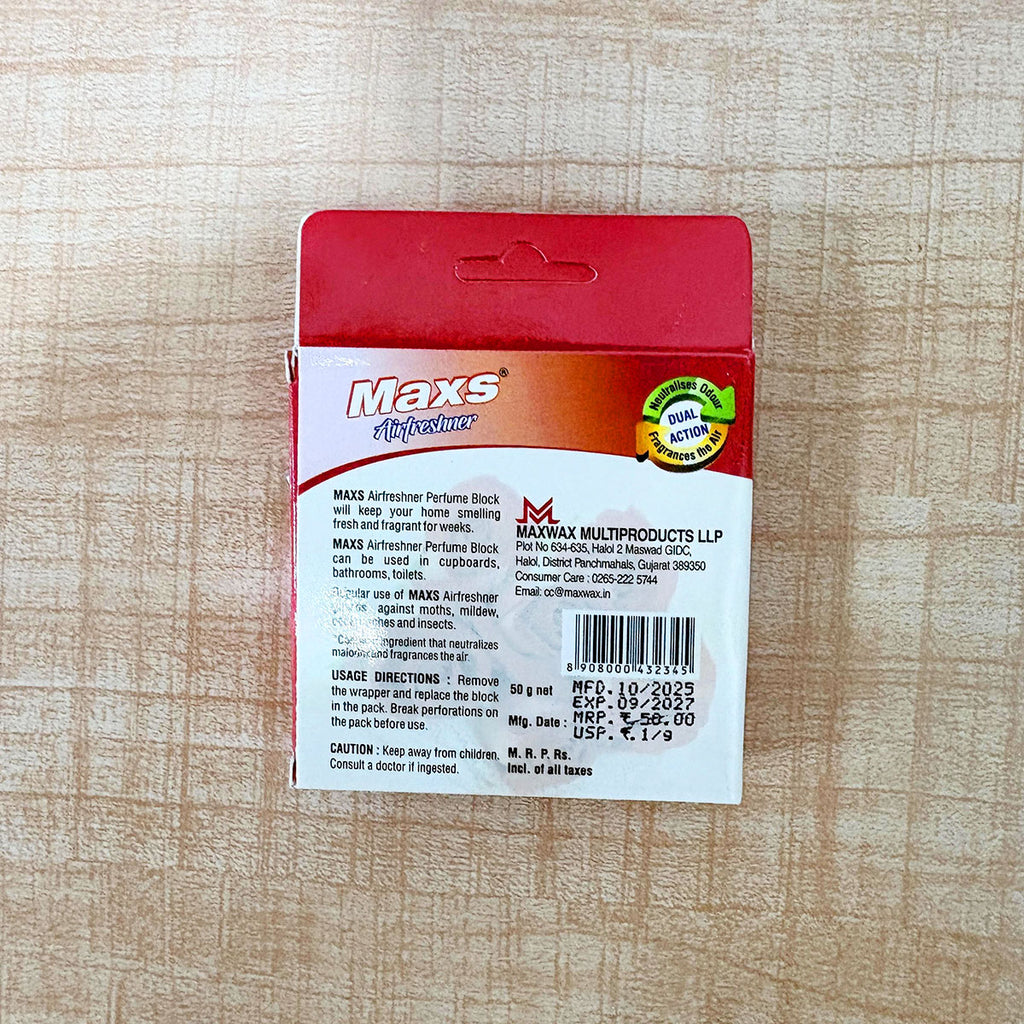 Maxs®
Airfreshner
Neutralises Odour
DUAL
ACTION
Fragrances the Air
MAXS Airfreshner Perfume Block
will keep your home smelling
fresh and fragrant for weeks.
MAXS Airfreshner Perfume Block
can be used in cupboards,
bathrooms, toilets.
Regular use of MAXS Airfreshner
against moths, mildew,
and insects.
ingredient that neutralizes
and fragrances the air.
USAGE DIRECTIONS : Remove
the wrapper and replace the block
in the pack. Break perforations on
the pack before use.
CAUTION : Keep away from children.
Consult a doctor if ingested.
MAXWAX MULTIPRODUCTS LLP
Plot No 634-635, Halol 2 Maswad GIDC,
Halol, District Panchmahals, Gujarat 389350
Consumer Care : 0265-222 5744
Email: cc@maxwax.in
8 908000 432345
50 g net
MFD. 10/2025
EXP. 09/2027
Mfg. Date : MRP. ₹.50.00
USP. ₹.1/g
M. R. P. Rs.
Incl. of all taxes